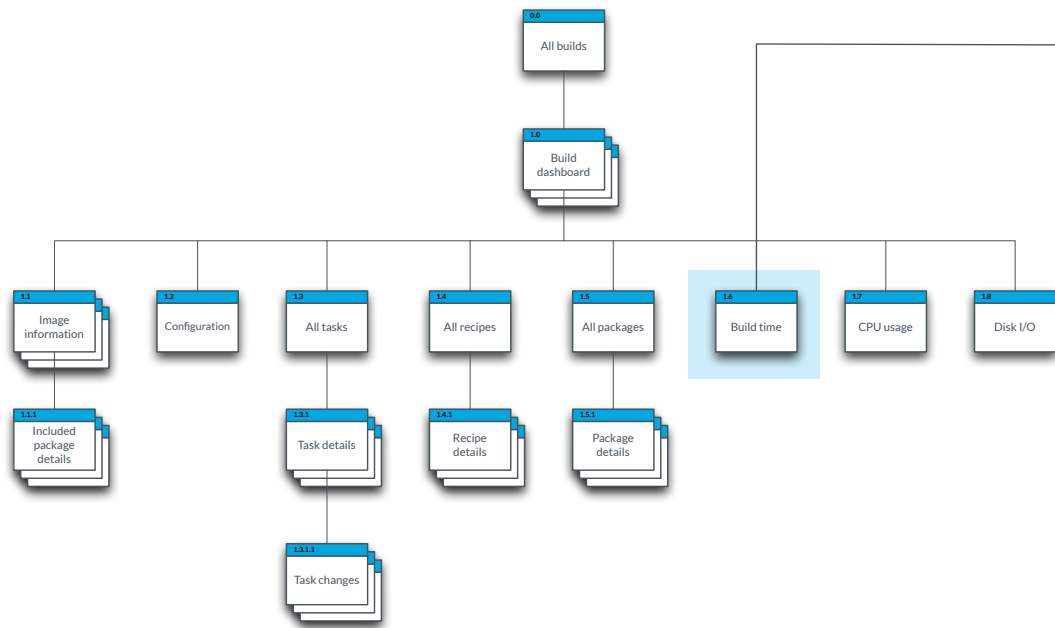 0.0
All builds
1.0
Build
dashboard
1.1
Image
information
1.2
Configuration
1.3
All tasks
1.4
All recipes
1.5
All packages
1.6
Build time
1.7
CPU usage
1.8
Disk I/O
1.1.1
Included
package
details
1.3.1
Task details
1.4.1
Recipe
details
1.5.1
Package
details
1.3.1.1
Task changes